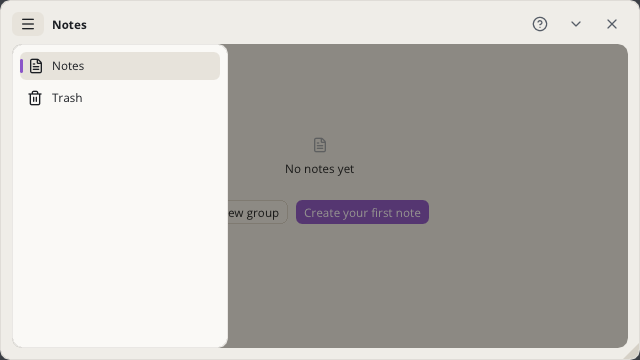 Notes
Notes
Trash
No notes yet
ew group
Create your first note